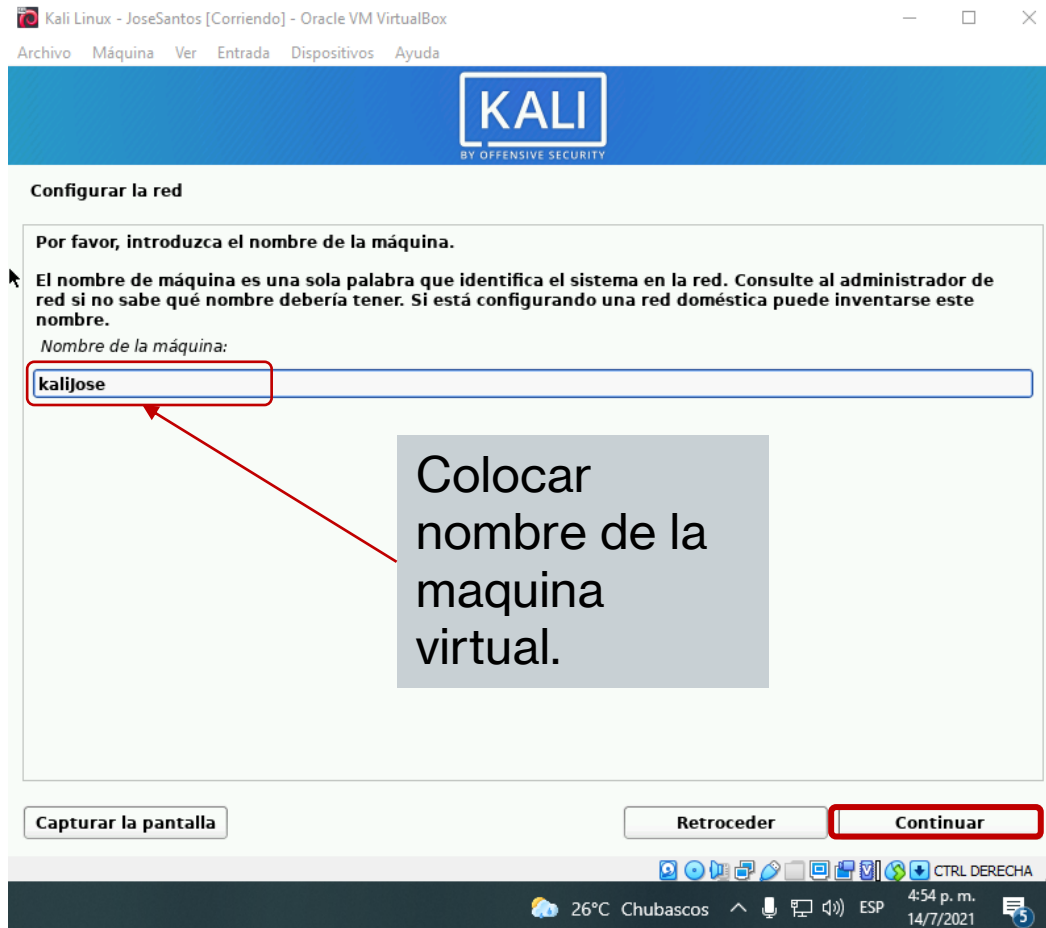 Kali Linux - JoseSantos [Corriendo] - Oracle VM VirtualBox
Archivo Máquina Ver Entrada Dispositivos Ayuda
KALI
BY OFFENSIVE SECURITY
Configurar la red
Por favor, introduzca el nombre de la máquina.
El nombre de máquina es una sola palabra que identifica el sistema en la red. Consulte al administrador de
red si no sabe qué nombre debería tener. Si está configurando una red doméstica puede inventarse este
nombre.
Nombre de la máquina:
kaliJose
Colocar
nombre de la
maquina
virtual.
Capturar la pantalla Retroceder Continuar
CTRL DERECHA
26°C Chubascos ESP 4:54 p. m.
14/7/2021
5